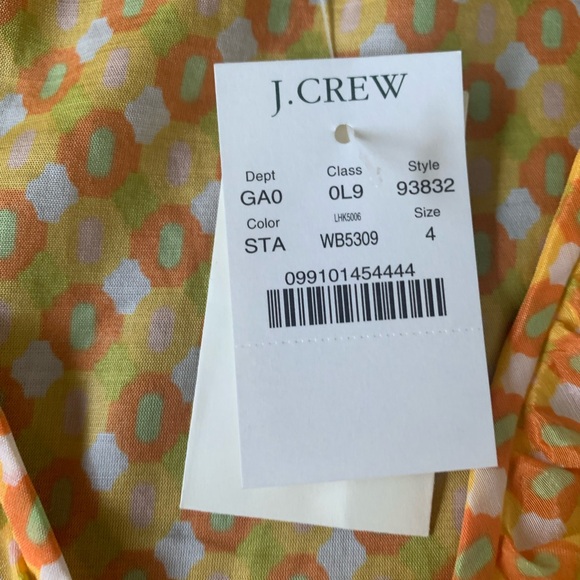 J.CREW
Dept Class Style
GA0 0L9 93832
Color LHK5006 Size
STA WB5309 4
099101454444